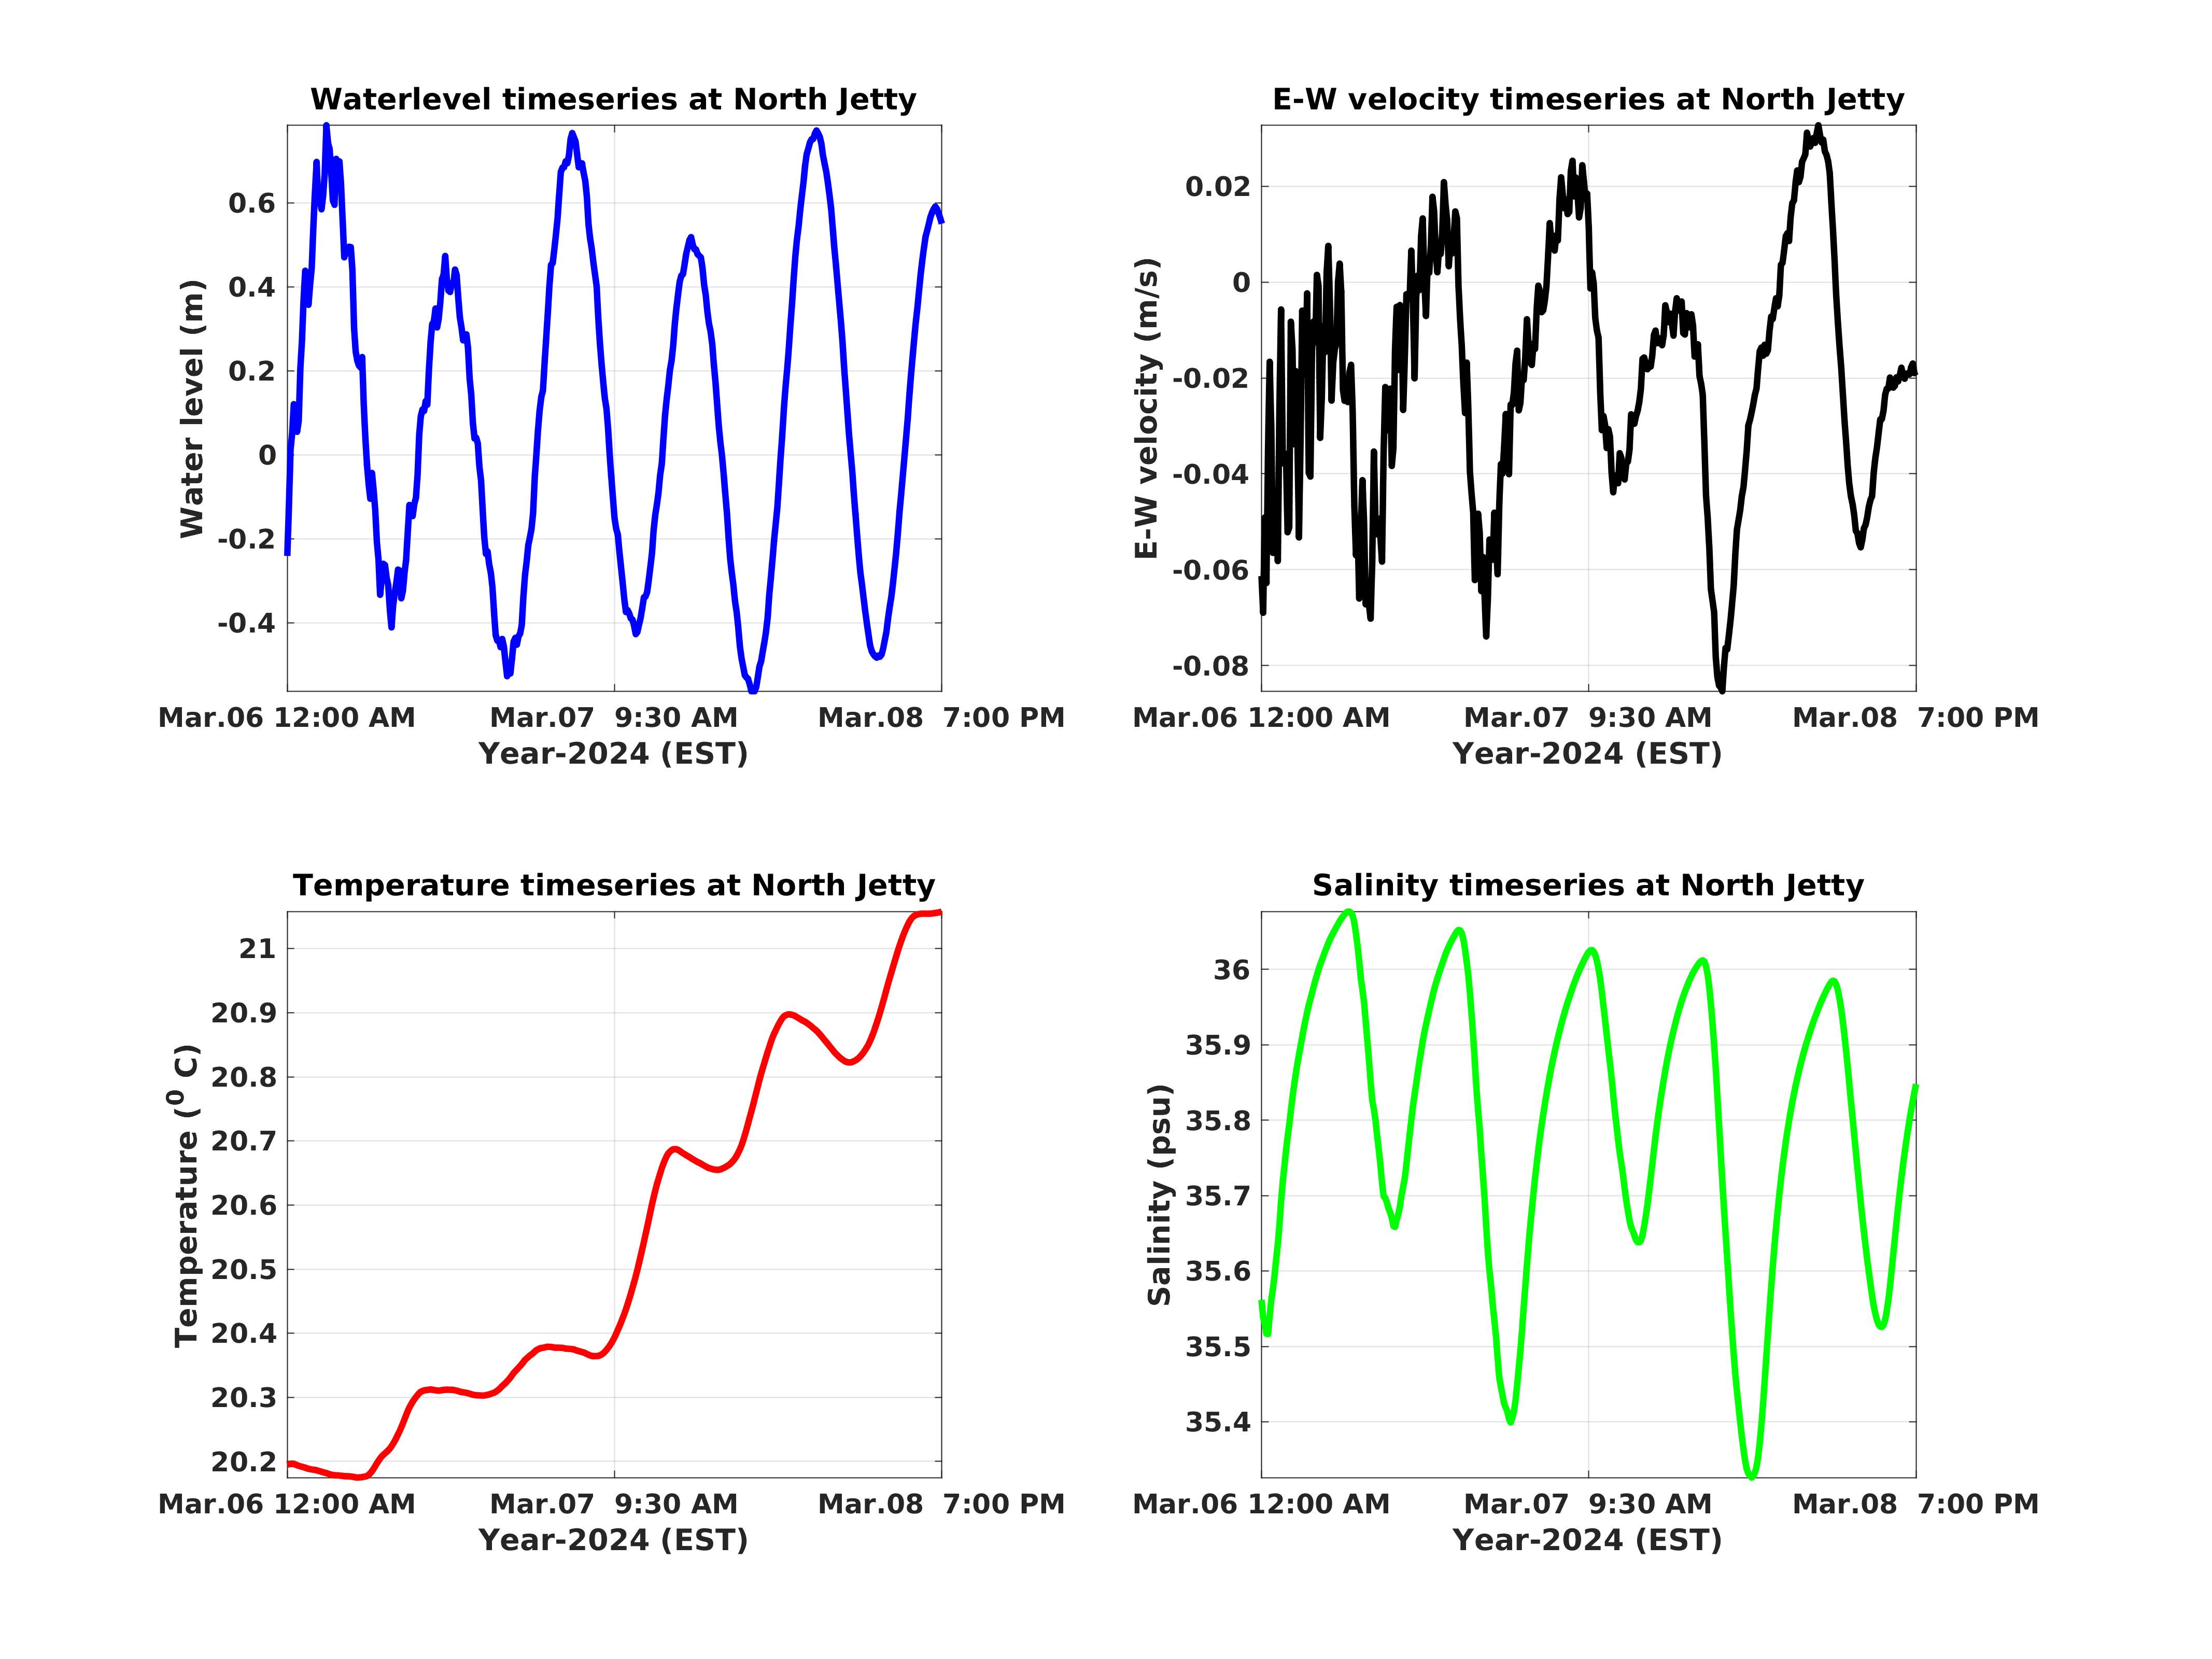 Waterlevel timeseries at North Jetty
Water level (m)
0.6
0.4
0.2
0
-0.2
-0.4
Mar.06 12:00 AM
Mar.07 9:30 AM
Mar.08 7:00 PM
Year-2024 (EST)
E-W velocity timeseries at North Jetty
E-W velocity (m/s)
0.02
0
-0.02
-0.04
-0.06
-0.08
Mar.06 12:00 AM
Mar.07 9:30 AM
Mar.08 7:00 PM
Year-2024 (EST)
Temperature timeseries at North Jetty
Temperature (⁰ C)
21
20.9
20.8
20.7
20.6
20.5
20.4
20.3
20.2
Mar.06 12:00 AM
Mar.07 9:30 AM
Mar.08 7:00 PM
Year-2024 (EST)
Salinity timeseries at North Jetty
Salinity (psu)
36
35.9
35.8
35.7
35.6
35.5
35.4
Mar.06 12:00 AM
Mar.07 9:30 AM
Mar.08 7:00 PM
Year-2024 (EST)